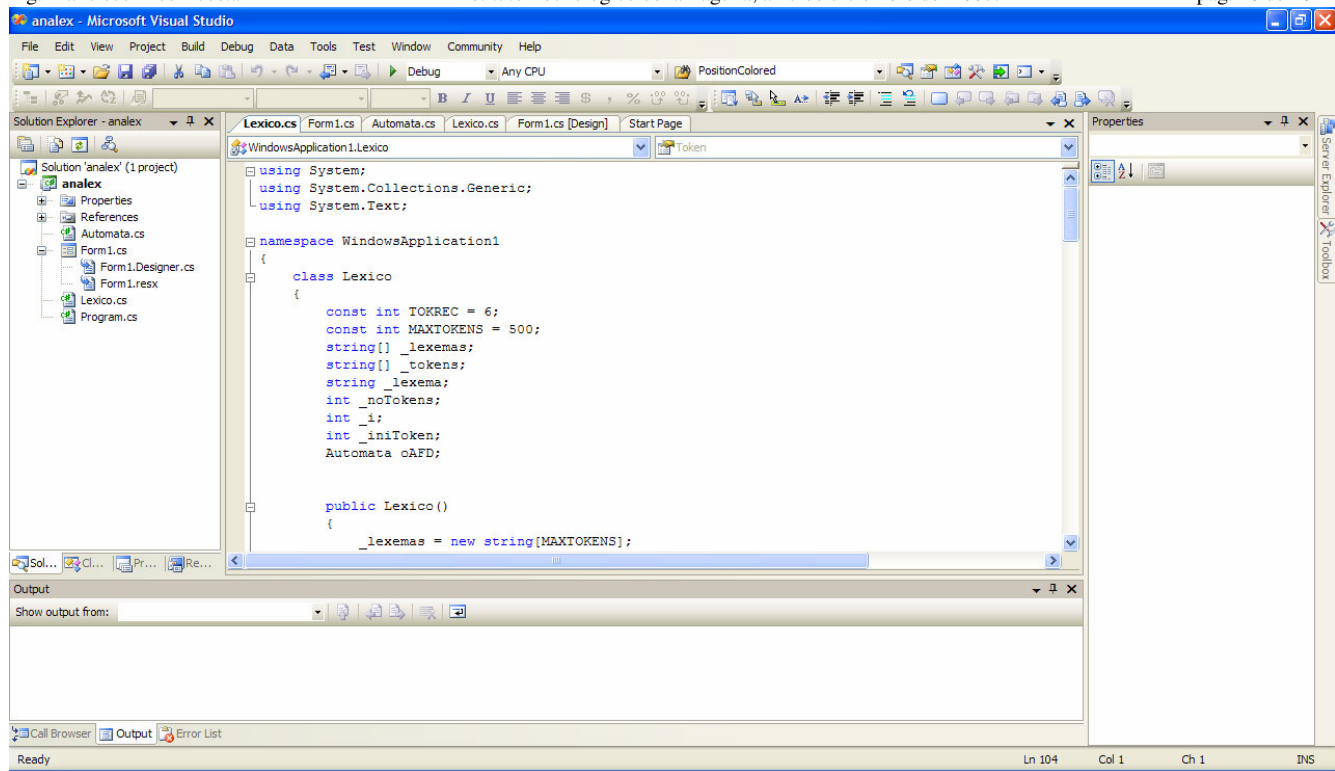 analex - Microsoft Visual Studio
File Edit View Project Build Debug Data Tools Test Window Community Help
Debug Any CPU PositionColored
Solution Explorer - analex
Lexico.cs Form1.cs Automata.cs Lexico.cs Form1.cs [Design] Start Page
Properties
WindowsApplication1.Lexico Token
Solution 'analex' (1 project)
analex
Properties
References
Automata.cs
Form1.cs
Form1.Designer.cs
Form1.resx
Lexico.cs
Program.cs
using System;
using System.Collections.Generic;
using System.Text;
namespace WindowsApplication1
{
class Lexico
{
const int TOKREC = 6;
const int MAXTOKENS = 500;
string[] _lexemas;
string[] _tokens;
string _lexema;
int _noTokens;
int _i;
int _iniToken;
Automata oAFD;
public Lexico()
{
_lexemas = new string[MAXTOKENS];
Server Explorer
Toolbox
Sol... Cl... Pr... Re...
Output
Show output from:
Call Browser Output Error List
Ready Ln 104 Col 1 Ch 1 INS